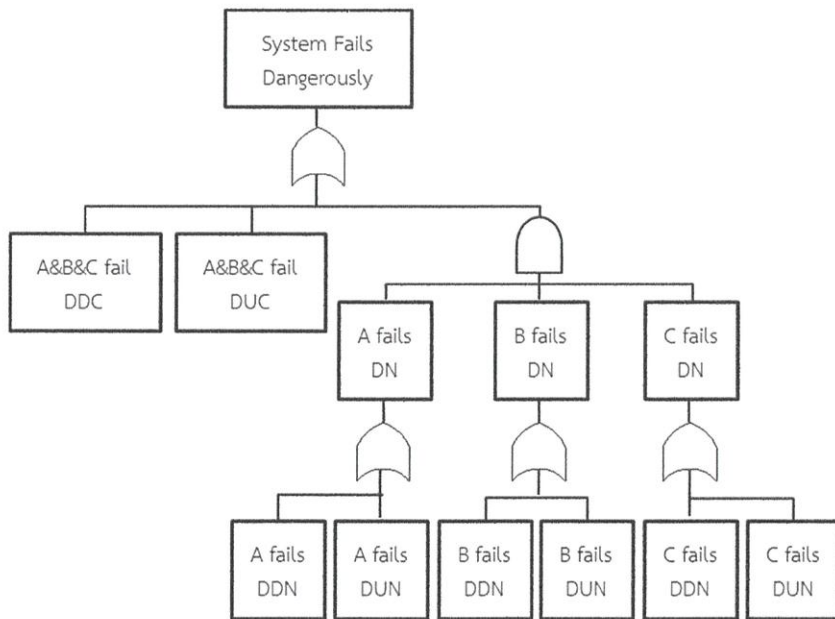 System Fails
Dangerously
A&B&C fail
DDC
A&B&C fail
DUC
A fails
DN
B fails
DN
C fails
DN
A fails
DDN
A fails
DUN
B fails
DDN
B fails
DUN
C fails
DDN
C fails
DUN